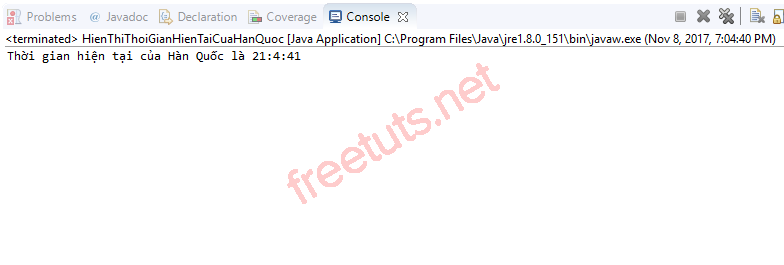 Problems @ Javadoc Declaration Coverage Console
<terminated> HienThiThoiGianHienTaiCuaHanQuoc [Java Application] C:\Program Files\Java\jre1.8.0_151\bin\javaw.exe (Nov 8, 2017, 7:04:40 PM)
Thời gian hiện tại của Hàn Quốc là 21:4:41
freetuts.net